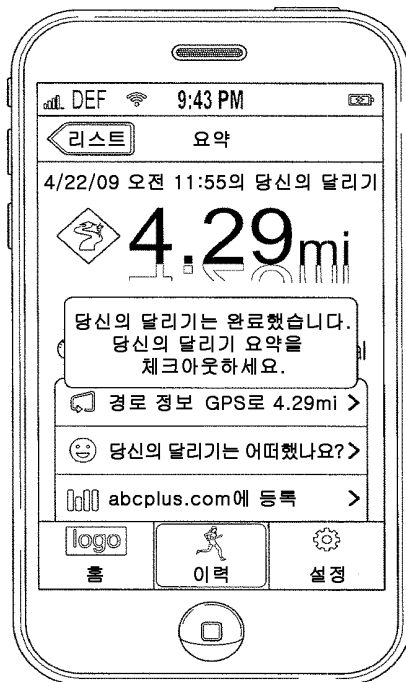 DEF 9:43 PM
리스트 요약
4/22/09 오전 11:55의 당신의 달리기
4.29mi
당신의 달리기는 완료했습니다.
당신의 달리기 요약을
체크아웃하세요.
al
경로 정보 GPS로 4.29mi >
당신의 달리기는 어떠했나요? >
abcplus.com에 등록 >
logo
홈 이력 설정